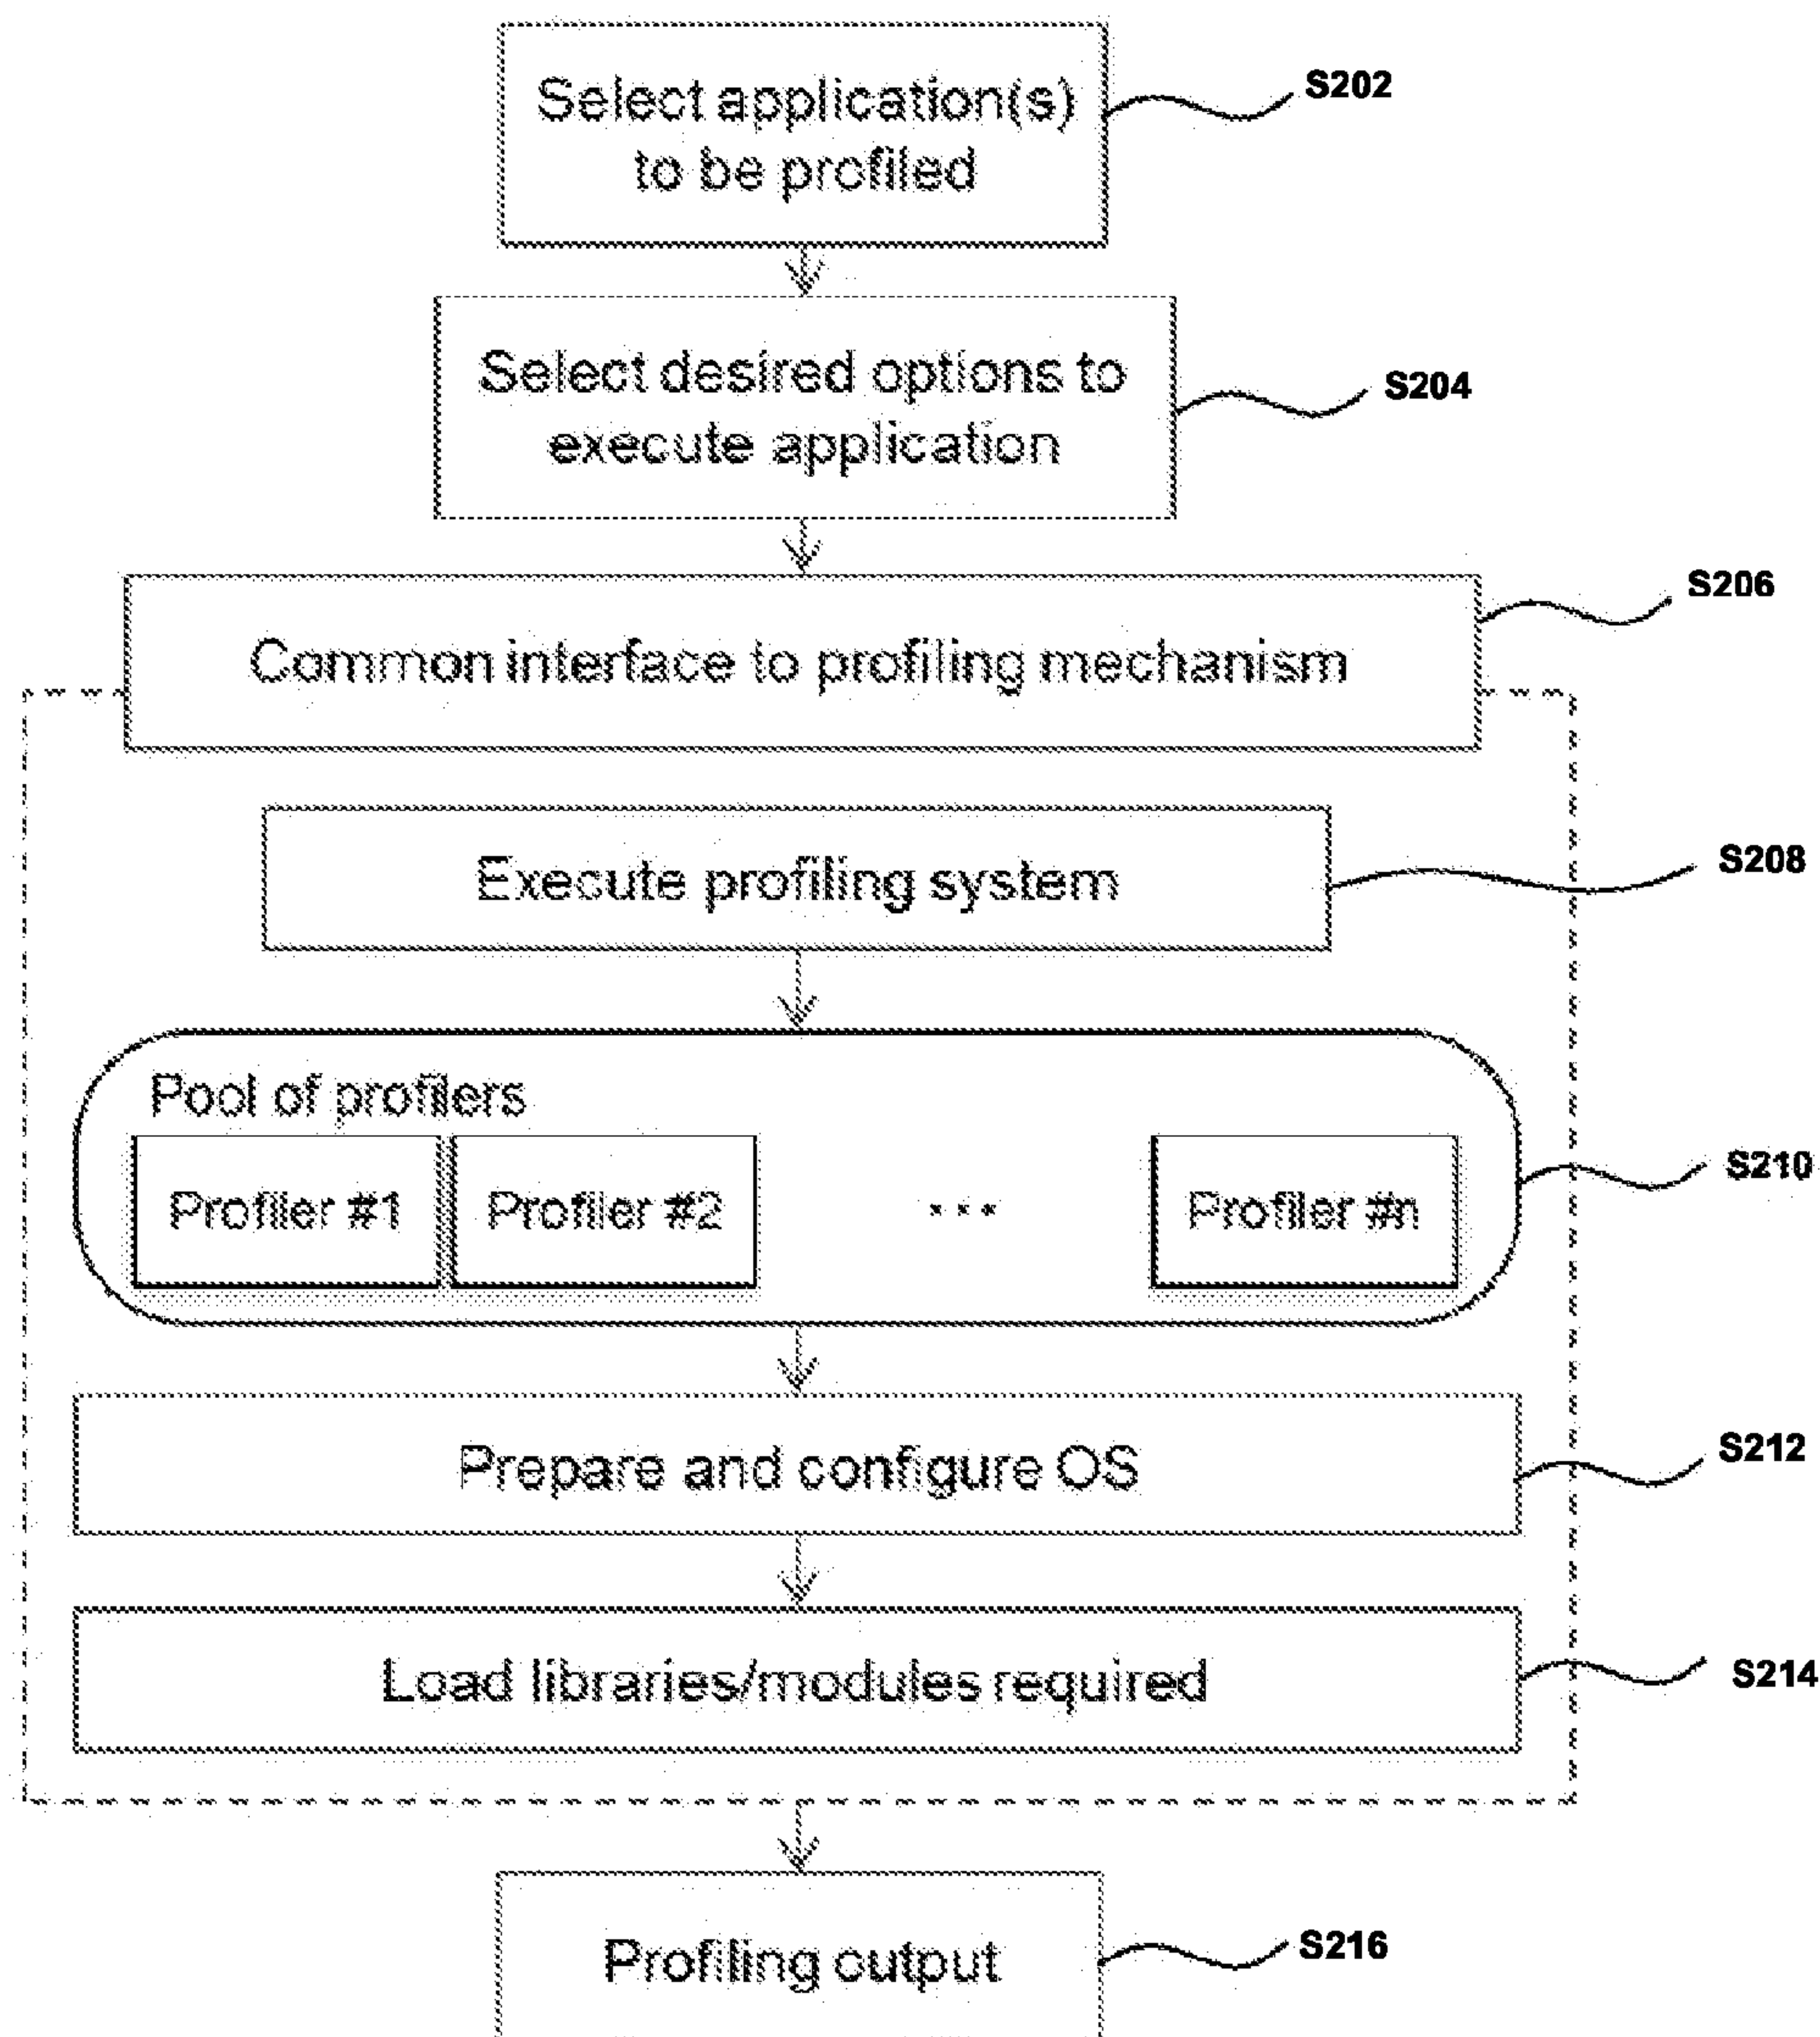 Select application(s)
to be profiled
S202
Select desired options to
execute application
S204
Common interface to profiling mechanism
S206
Execute profiling system
S208
Pool of profilers
Profiler #1
Profiler #2
...
Profiler #n
S210
Prepare and configure OS
S212
Load libraries/modules required
S214
Profiling output
S216